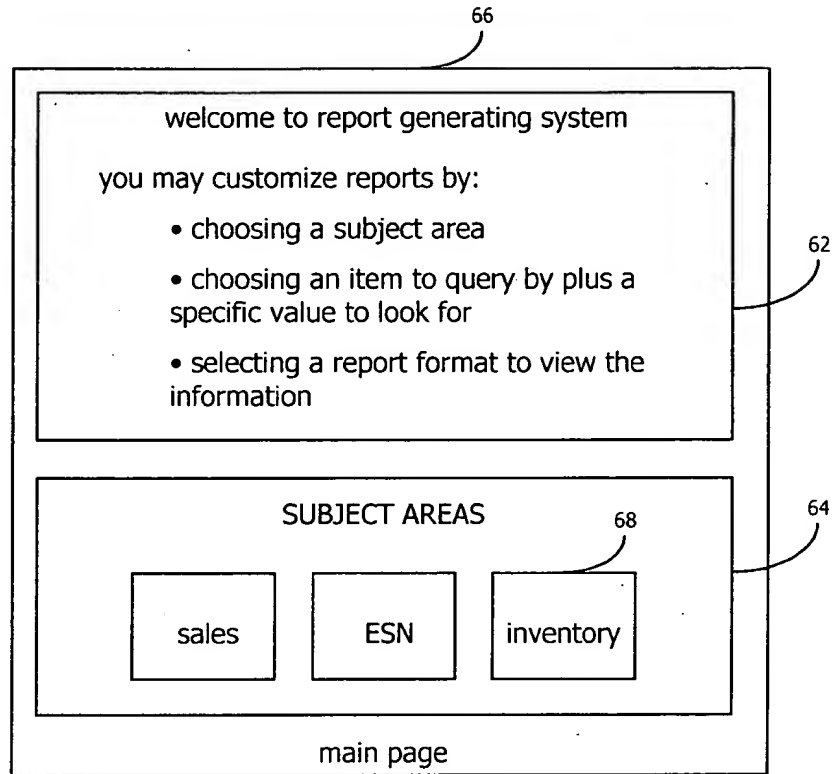 66
welcome to report generating system
you may customize reports by:
• choosing a subject area
• choosing an item to query by plus a
specific value to look for
• selecting a report format to view the
information
62
SUBJECT AREAS
68
64
sales
ESN
inventory
main page